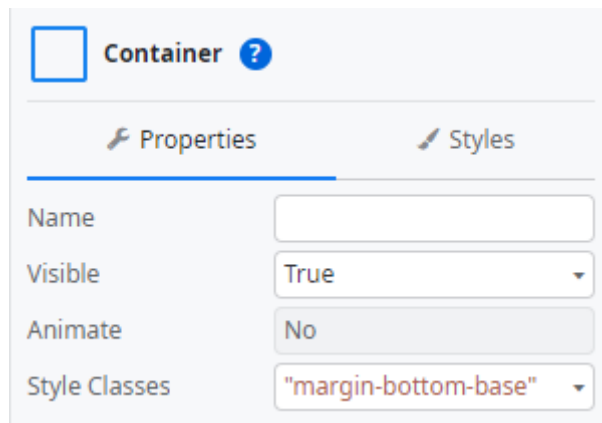 Container ?
Properties Styles
Name
Visible True
Animate No
Style Classes "margin-bottom-base"